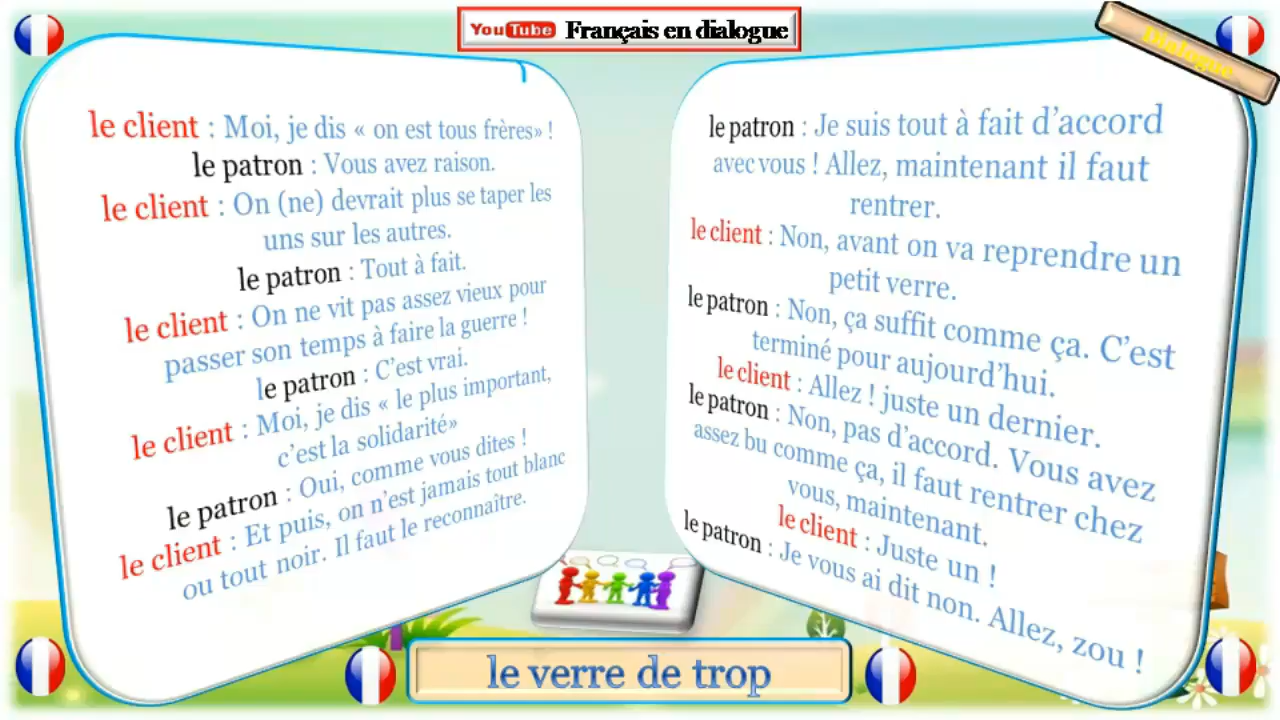 YouTube Français en dialogue
Dialogue
le client : Moi, je dis « on est tous frères» !
le patron : Vous avez raison.
le client : On (ne) devrait plus se taper les
uns sur les autres.
le patron : Tout à fait.
le client : On ne vit pas assez vieux pour
passer son temps à faire la guerre !
le patron : C'est vrai.
le client : Moi, je dis « le plus important,
c'est la solidarité»
le patron : Oui, comme vous dites !
le client : Et puis, on n'est jamais tout blanc
ou tout noir. Il faut le reconnaître.
le patron : Je suis tout à fait d'accord
avec vous ! Allez, maintenant il faut
rentrer.
le client : Non, avant on va reprendre un
petit verre.
le patron : Non, ça suffit comme ça. C'est
terminé pour aujourd'hui.
le client : Allez ! juste un dernier.
le patron : Non, pas d'accord. Vous avez
assez bu comme ça, il faut rentrer chez
vous, maintenant.
le client : Juste un !
le patron : Je vous ai dit non. Allez, zou !
le verre de trop